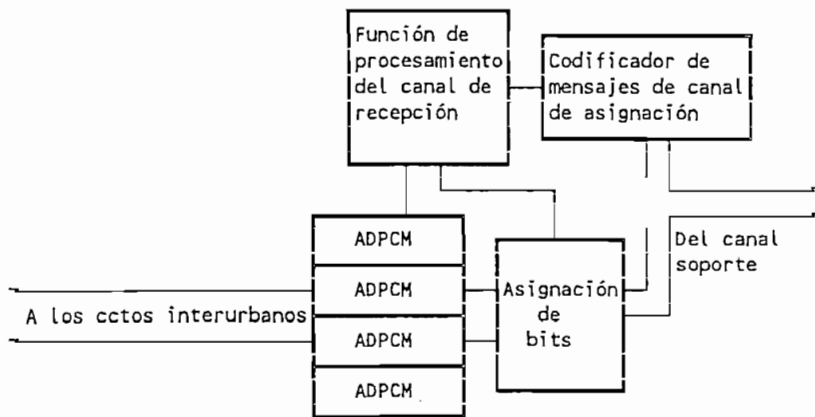 Función de
procesamiento
del canal de
recepción
Codificador de
mensajes de canal
de asignación
ADPCM
ADPCM
ADPCM
ADPCM
Asignación
de
bits
Del canal
soporte
A los cctos interurbanos